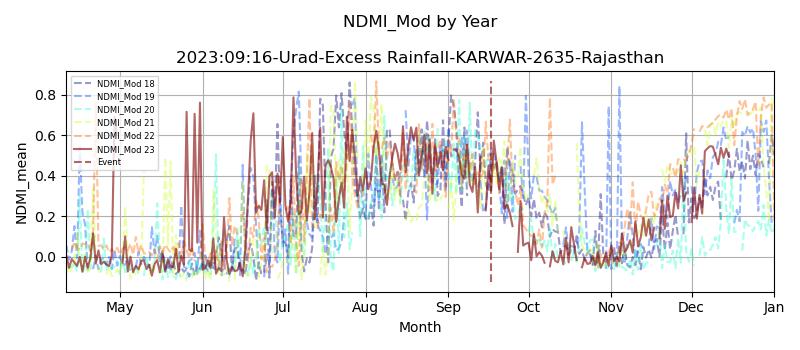 NDMI_Mod by Year
2023:09:16-Urad-Excess Rainfall-KARWAR-2635-Rajasthan
NDMI_mean
0.8
0.6
0.4
0.2
0.0
NDMI_Mod 18
NDMI_Mod 19
NDMI_Mod 20
NDMI_Mod 21
NDMI_Mod 22
NDMI_Mod 23
Event
May Jun Jul Aug Sep Oct Nov Dec Jan
Month